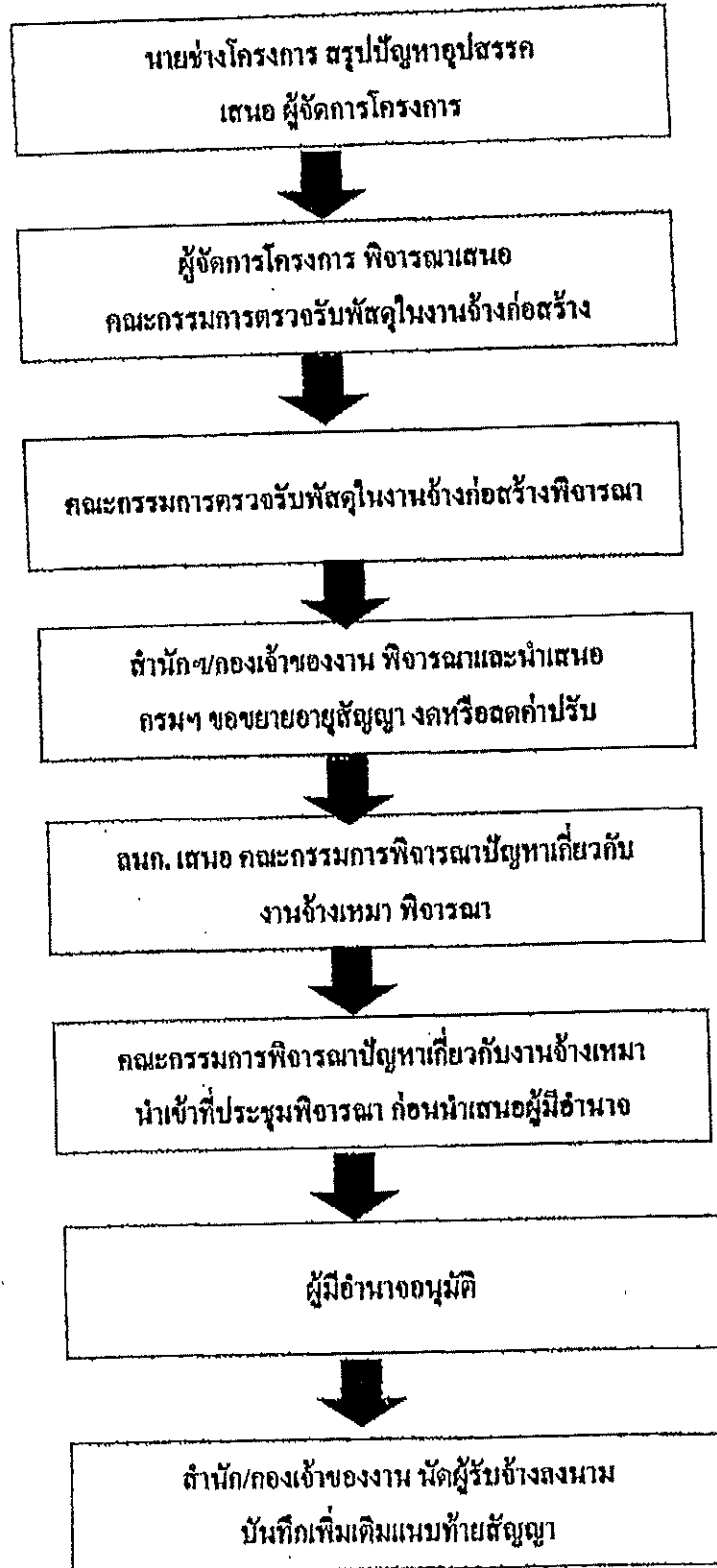 นายช่างโครงการ สรุปปัญหาอุปสรรค
เสนอ ผู้จัดการโครงการ
ผู้จัดการโครงการ พิจารณาเสนอ
คณะกรรมการตรวจรับพัสดุในงานจ้างก่อสร้าง
คณะกรรมการตรวจรับพัสดุในงานจ้างก่อสร้างพิจารณา
สำนักฯ/กองเจ้าของงาน พิจารณาและนำเสนอ
กรมฯ ขอขยายอายุสัญญา งดหรือลดค่าปรับ
ลนก. เสนอ คณะกรรมการพิจารณาปัญหาเกี่ยวกับ
งานจ้างเหมา พิจารณา
คณะกรรมการพิจารณาปัญหาเกี่ยวกับงานจ้างเหมา
นำเข้าที่ประชุมพิจารณา ก่อนนำเสนอผู้มีอำนาจ
ผู้มีอำนาจอนุมัติ
สำนัก/กองเจ้าของงาน นัดผู้รับจ้างลงนาม
บันทึกเพิ่มเติมแนบท้ายสัญญา